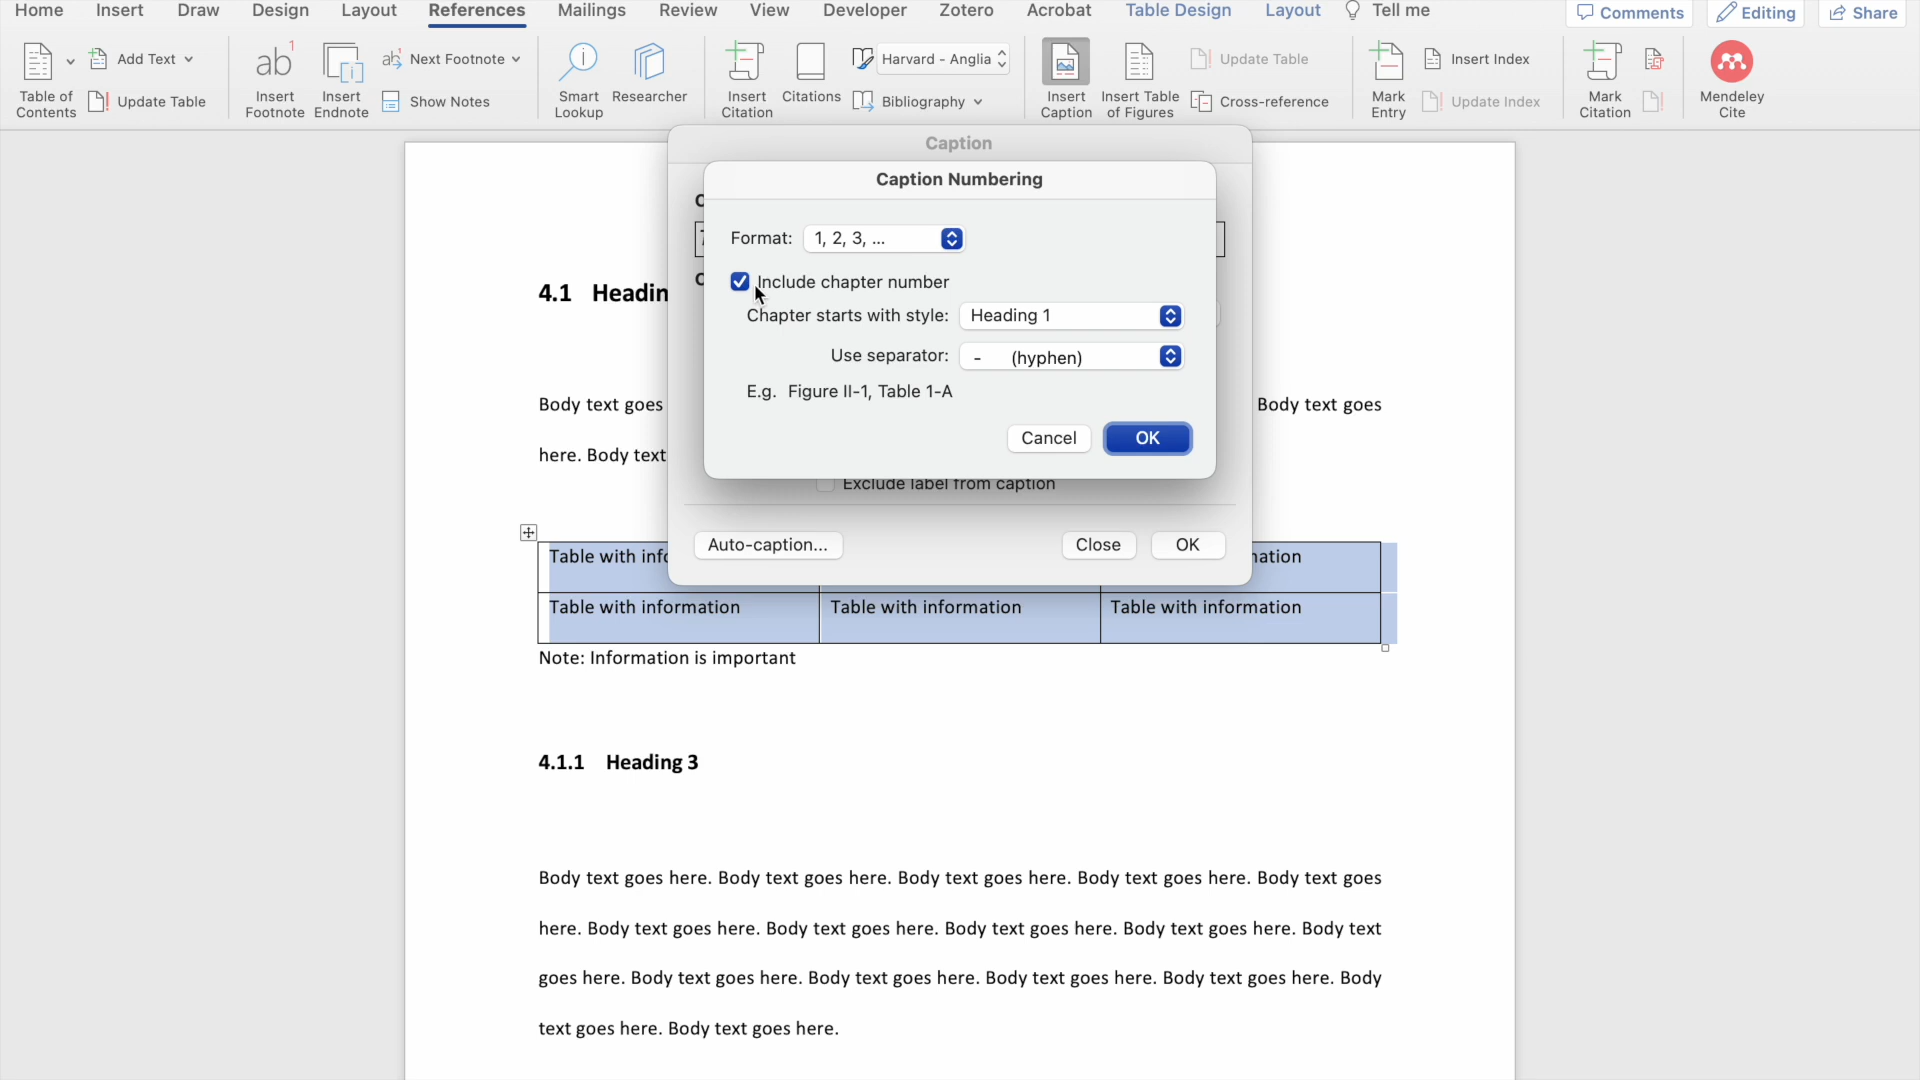 Home Insert Draw Design Layout References Mailings Review View Developer Zotero Acrobat Table Design Layout Tell me Comments Editing Share
Table of Contents
Add Text
Update Table
ab1
Insert Footnote
Insert Endnote
ab Next Footnote
Show Notes
Smart Lookup
Researcher
Insert Citation
Citations
Harvard - Anglia
Bibliography
Insert Caption
Insert Table of Figures
Update Table
Cross-reference
Mark Entry
Insert Index
Update Index
Mark Citation
Mendeley Cite
Caption
Caption Numbering
Format: 1, 2, 3, ...
Include chapter number
Chapter starts with style: Heading 1
Use separator: - (hyphen)
E.g. Figure II-1, Table 1-A
Cancel OK
Exclude label from caption
Auto-caption... Close OK
4.1 Headin
Body text goes Body text goes
here. Body text
Table with info nation
Table with information Table with information Table with information
Note: Information is important
4.1.1 Heading 3
Body text goes here. Body text goes here. Body text goes here. Body text goes here. Body text goes
here. Body text goes here. Body text goes here. Body text goes here. Body text goes here. Body text
goes here. Body text goes here. Body text goes here. Body text goes here. Body text goes here. Body
text goes here. Body text goes here.